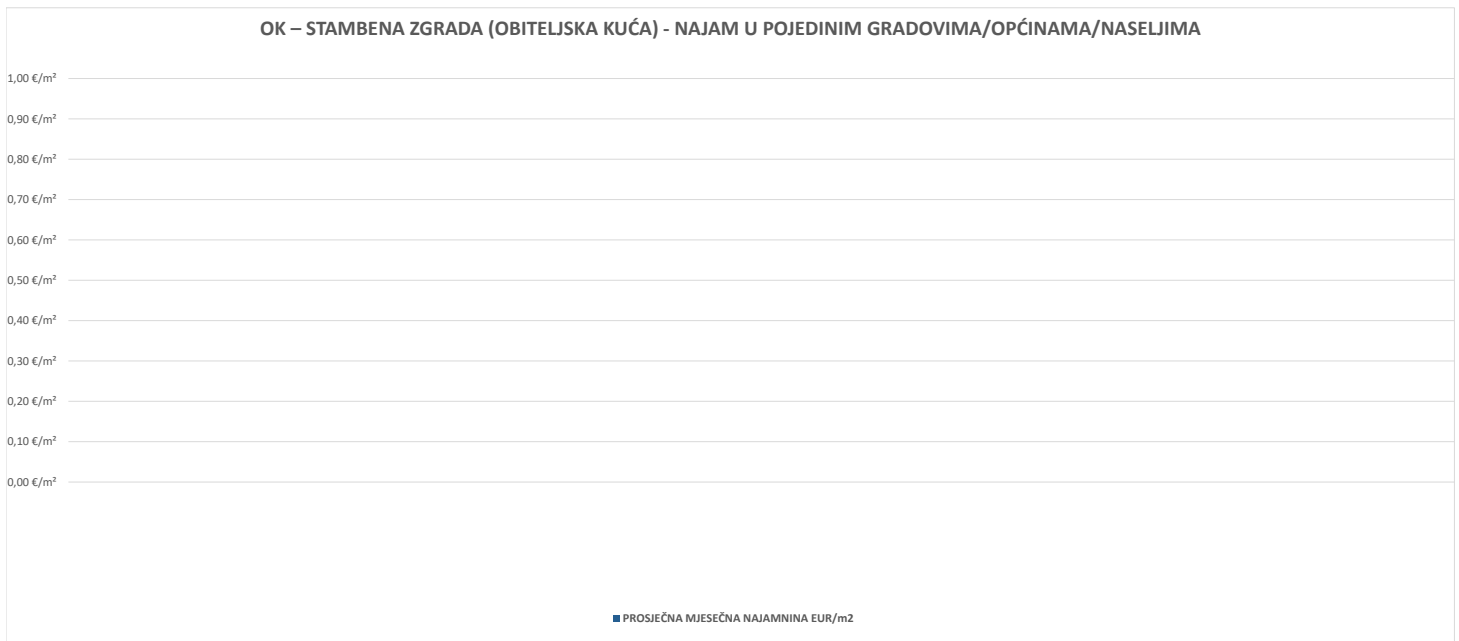 OK – STAMBENA ZGRADA (OBITELJSKA KUĆA) - NAJAM U POJEDINIM GRADOVIMA/OPĆINAMA/NASELJIMA
1,00 €/m²
0,90 €/m²
0,80 €/m²
0,70 €/m²
0,60 €/m²
0,50 €/m²
0,40 €/m²
0,30 €/m²
0,20 €/m²
0,10 €/m²
0,00 €/m²
PROSJEČNA MJESEČNA NAJAMNINA EUR/m2